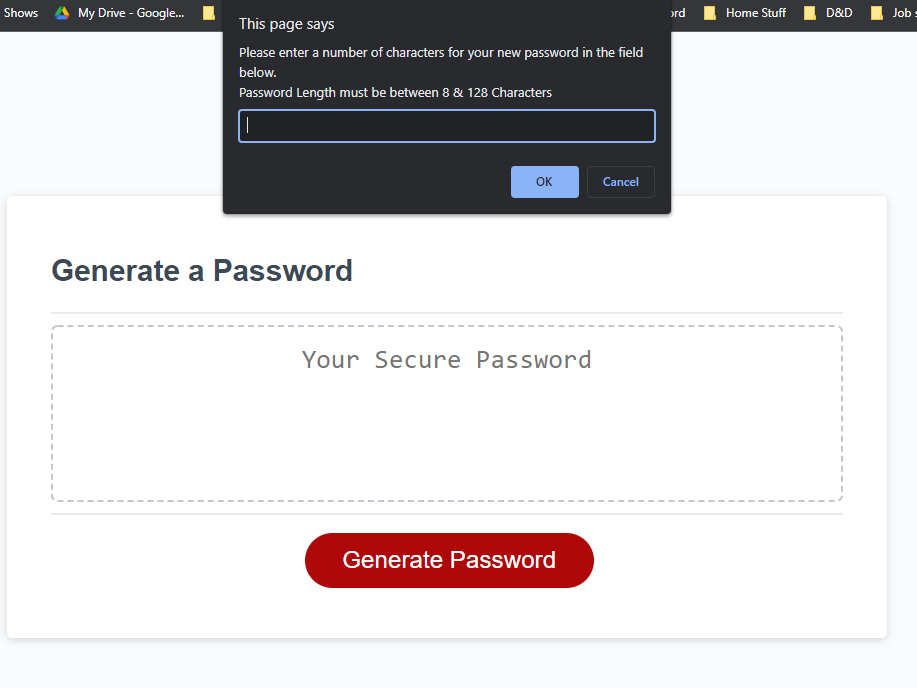 Shows My Drive - Google... ord Home Stuff D&D Job s
This page says
Please enter a number of characters for your new password in the field
below.
Password Length must be between 8 & 128 Characters
OK Cancel
Generate a Password
Your Secure Password
Generate Password